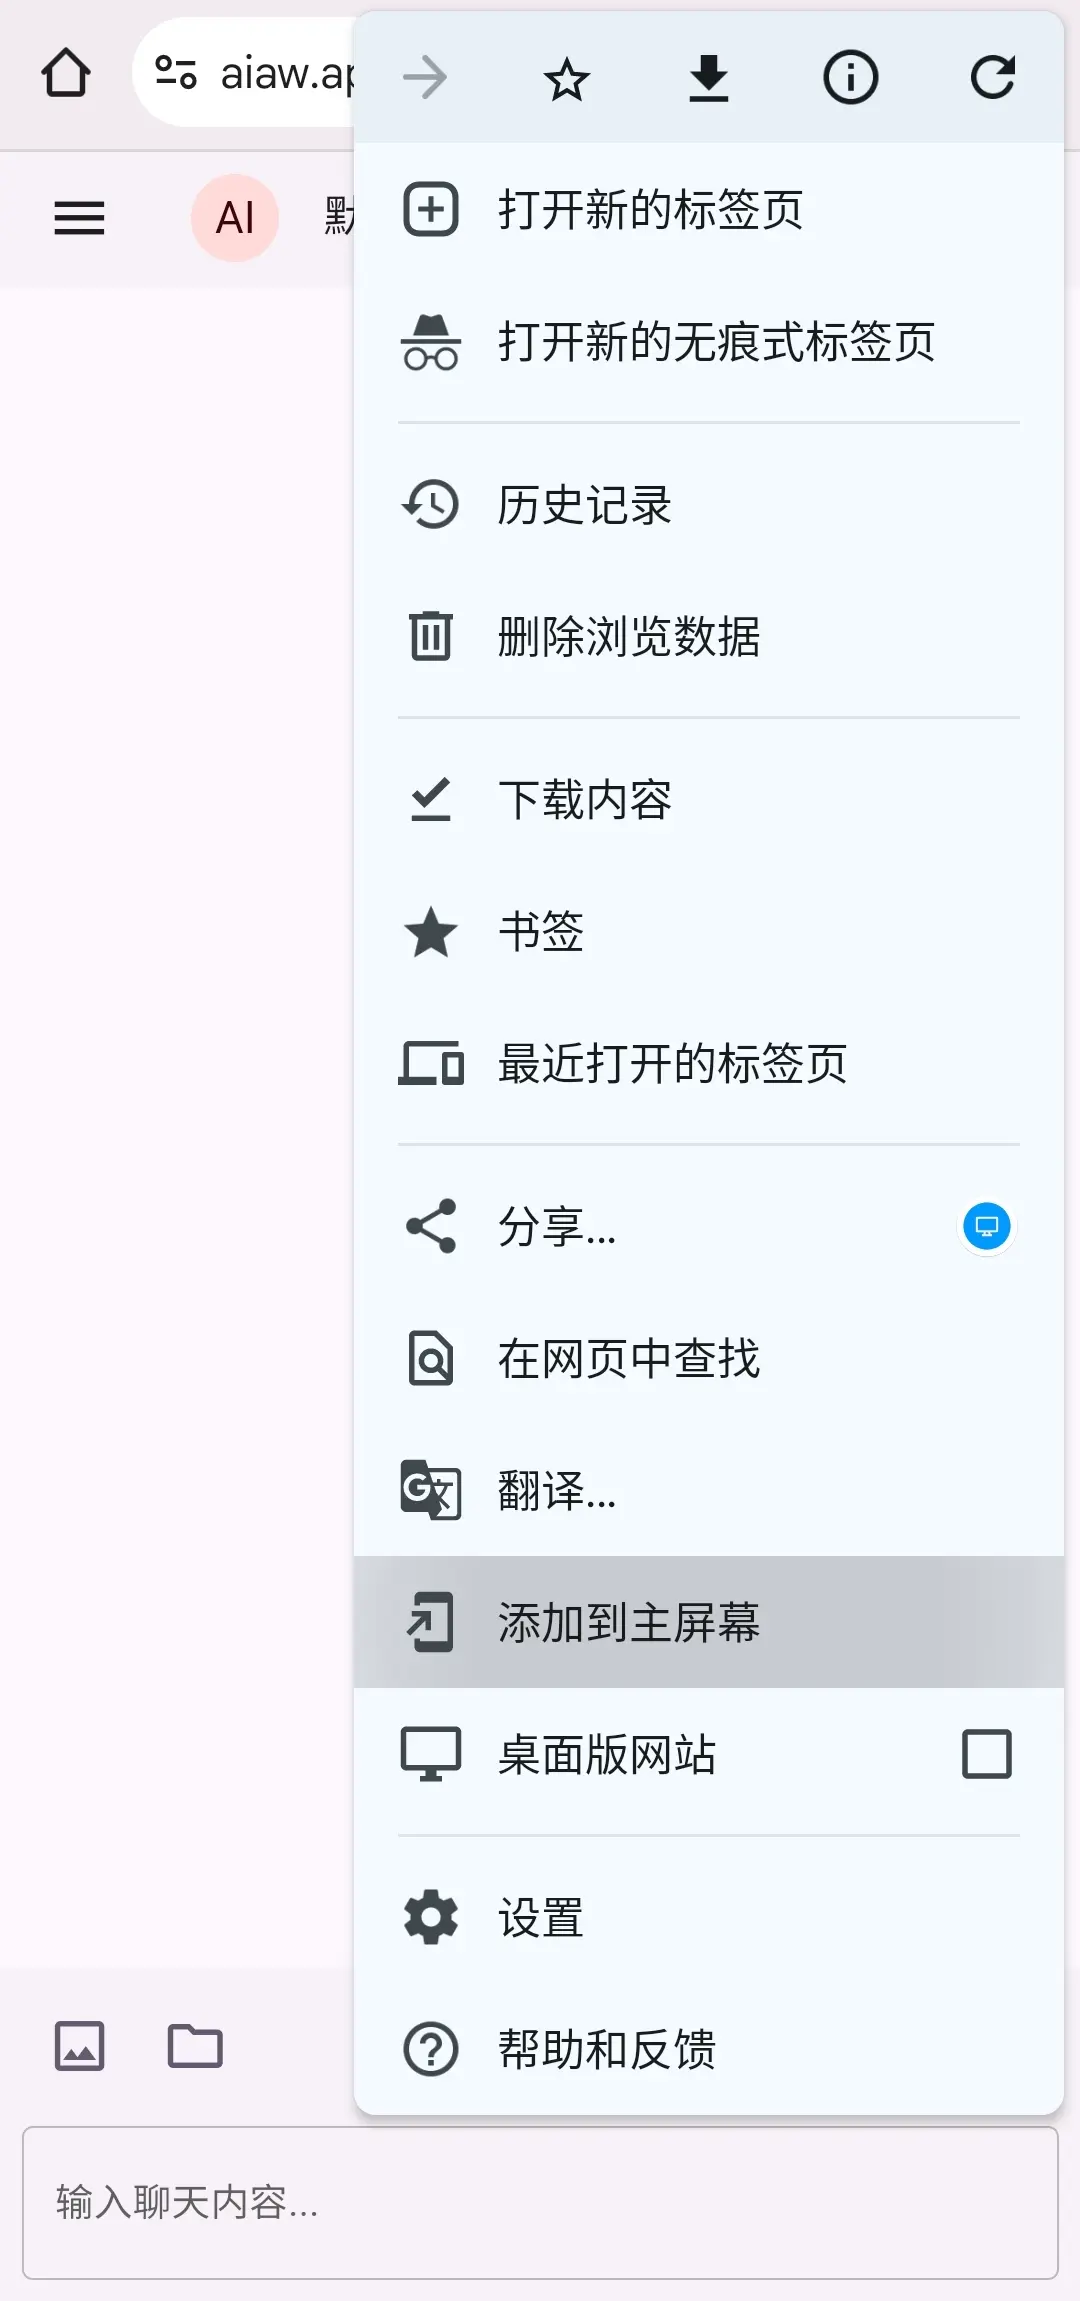 aiaw.ap
AI
打开新的标签页
打开新的无痕式标签页
历史记录
删除浏览数据
下载内容
书签
最近打开的标签页
分享...
在网页中查找
翻译...
添加到主屏幕
桌面版网站
设置
帮助和反馈
输入聊天内容...